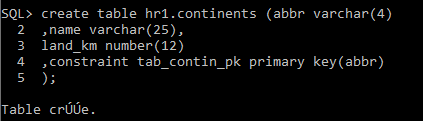 SQL> create table hr1.continents (abbr varchar(4)
2 ,name varchar(25),
3 land_km number(12)
4 ,constraint tab_contin_pk primary key(abbr)
5 );
Table crÚÚe.